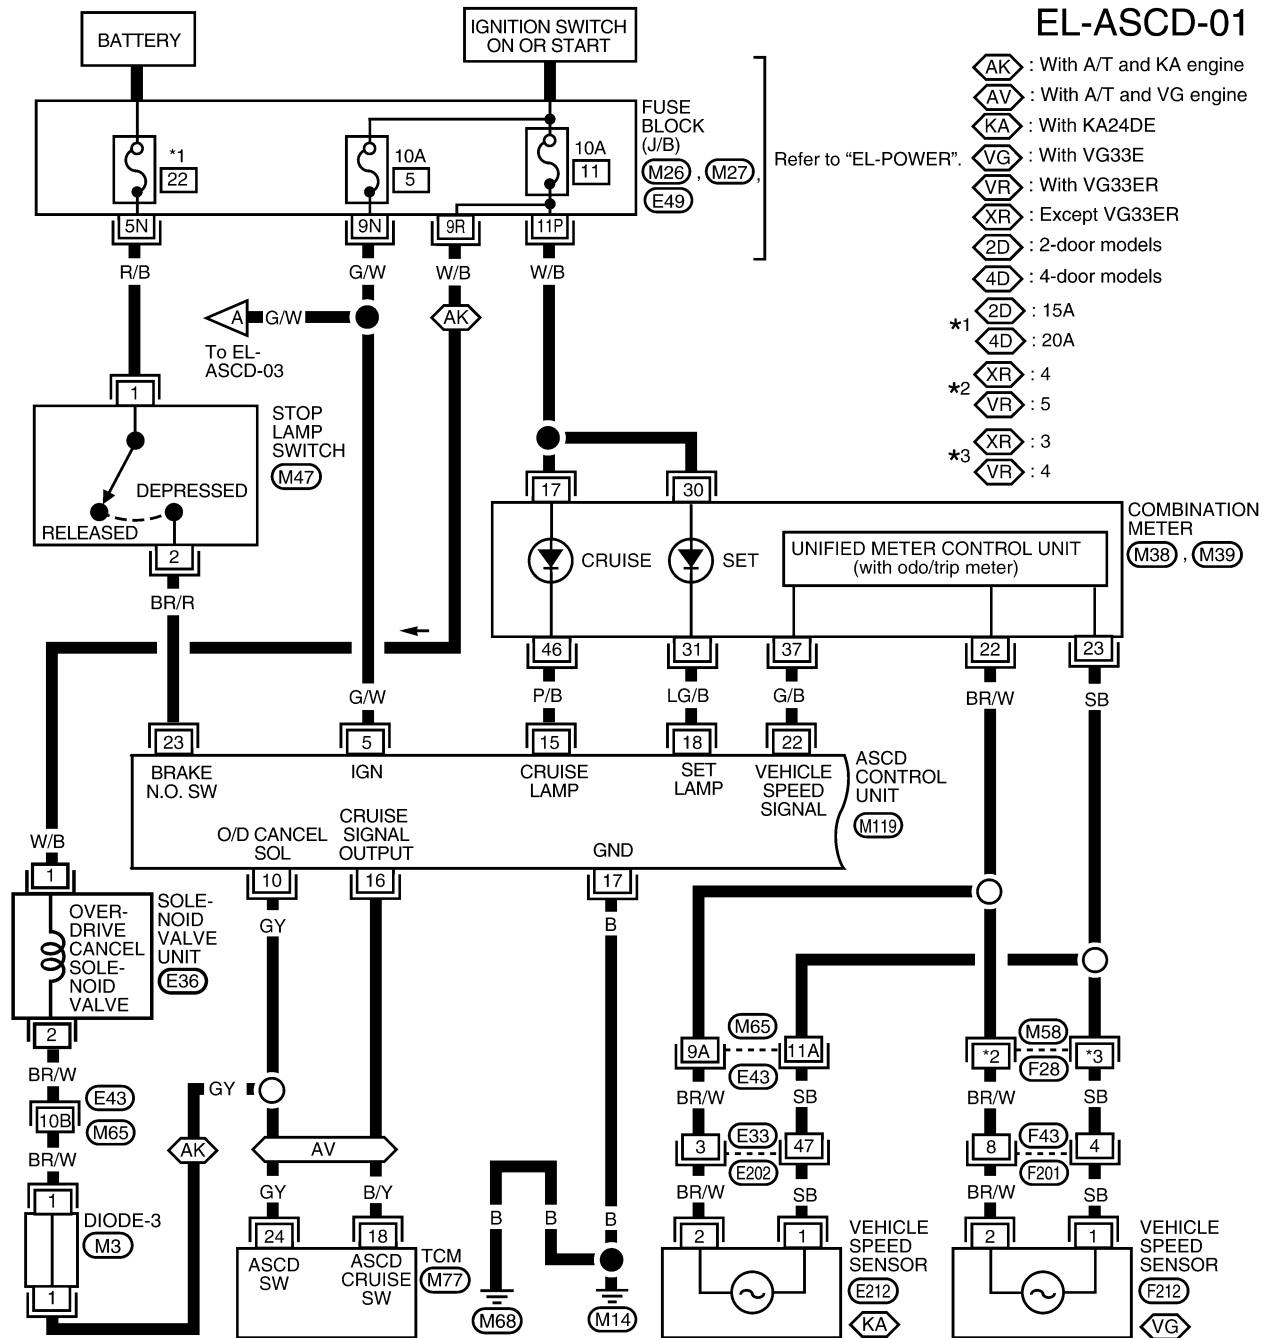 EL-ASCD-01
BATTERY
IGNITION SWITCH
ON OR START
AK : With A/T and KA engine
AV : With A/T and VG engine
KA : With KA24DE
VG : With VG33E
VR : With VG33ER
XR : Except VG33ER
2D : 2-door models
4D : 4-door models
*1 2D : 15A
4D : 20A
*2 XR : 4
VR : 5
*3 XR : 3
VR : 4
*1
22
10A
5
10A
11
FUSE
BLOCK
(J/B)
M26 , M27 ,
E49
Refer to “EL-POWER”.
5N 9N 9R 11P
R/B G/W W/B W/B
A G/W
AK
To EL-
ASCD-03
1
STOP
LAMP
SWITCH
M47
DEPRESSED
RELEASED
2
BR/R
17 30
COMBINATION
METER
M38 , M39
CRUISE SET
UNIFIED METER CONTROL UNIT
(with odo/trip meter)
46 31 37 22 23
G/W P/B LG/B G/B BR/W SB
23 5 15 18 22
BRAKE
N.O. SW
IGN
CRUISE
LAMP
SET
LAMP
VEHICLE
SPEED
SIGNAL
ASCD
CONTROL
UNIT
M119
O/D CANCEL
SOL
CRUISE
SIGNAL
OUTPUT
GND
10 16 17
W/B
1
OVER-
DRIVE
CANCEL
SOLE-
NOID
VALVE
SOLE-
NOID
VALVE
UNIT
E36
2
GY B
BR/W
E43
10B
M65
BR/W
1
DIODE-3
M3
1
GY
AK
AV
GY B/Y
24 18
ASCD
SW
ASCD
CRUISE
SW
TCM
M77
B B B
M68 M14
M65
9A 11A
E43
BR/W SB
E33
3 47
E202
BR/W SB
2 1
VEHICLE
SPEED
SENSOR
E212
KA
M58
*2 *3
F28
BR/W SB
F43
8 4
F201
BR/W SB
2 1
VEHICLE
SPEED
SENSOR
F212
VG